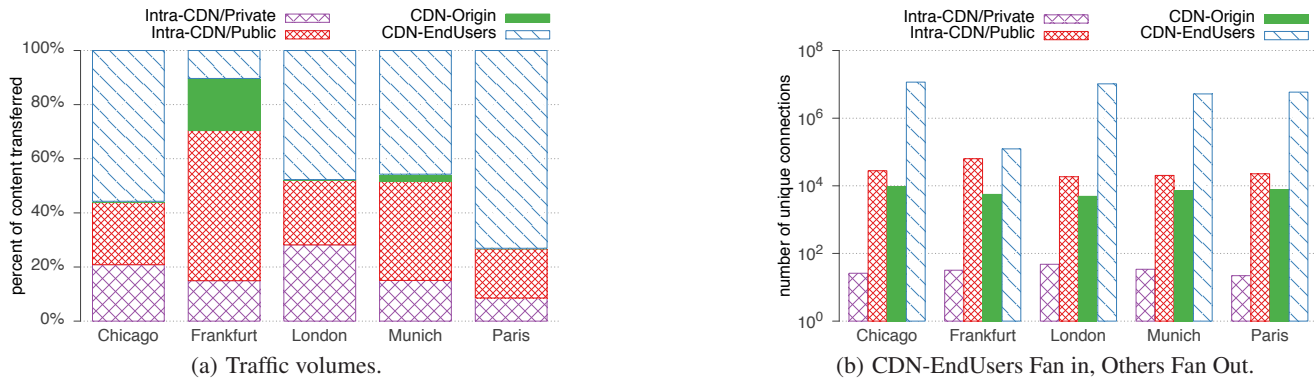 Intra-CDN/Private
Intra-CDN/Public
CDN-Origin
CDN-EndUsers
100%
80%
60%
40%
20%
0%
percent of content transferred
Chicago Frankfurt London Munich Paris
(a) Traffic volumes.
Intra-CDN/Private
Intra-CDN/Public
CDN-Origin
CDN-EndUsers
10^8
10^6
10^4
10^2
10^0
number of unique connections
Chicago Frankfurt London Munich Paris
(b) CDN-EndUsers Fan in, Others Fan Out.